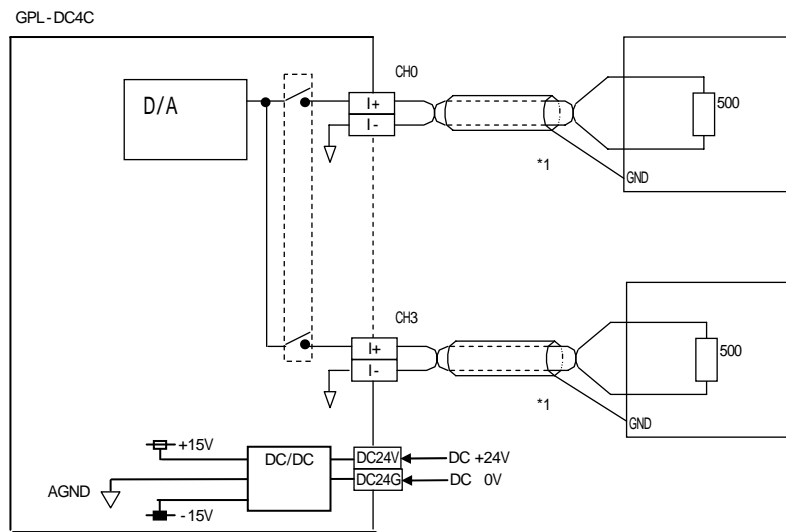 GPL-DC4C
D/A
CH0
I+
I-
500
*1
GND
CH3
I+
I-
500
*1
GND
+15V
DC/DC
DC24V
DC +24V
DC24G
DC 0V
AGND
-15V